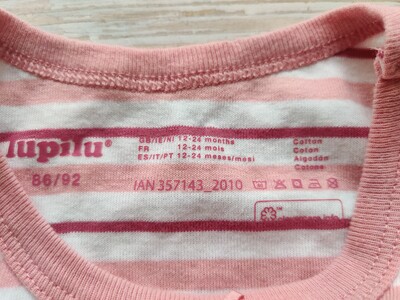 lupilu®
86/92
GB/IE/NI 12-24 months
FR 12-24 mois
ES/IT/PT 12-24 meses/mesi
IAN 357143_2010
Cotton
Coton
Algodón
Cotone